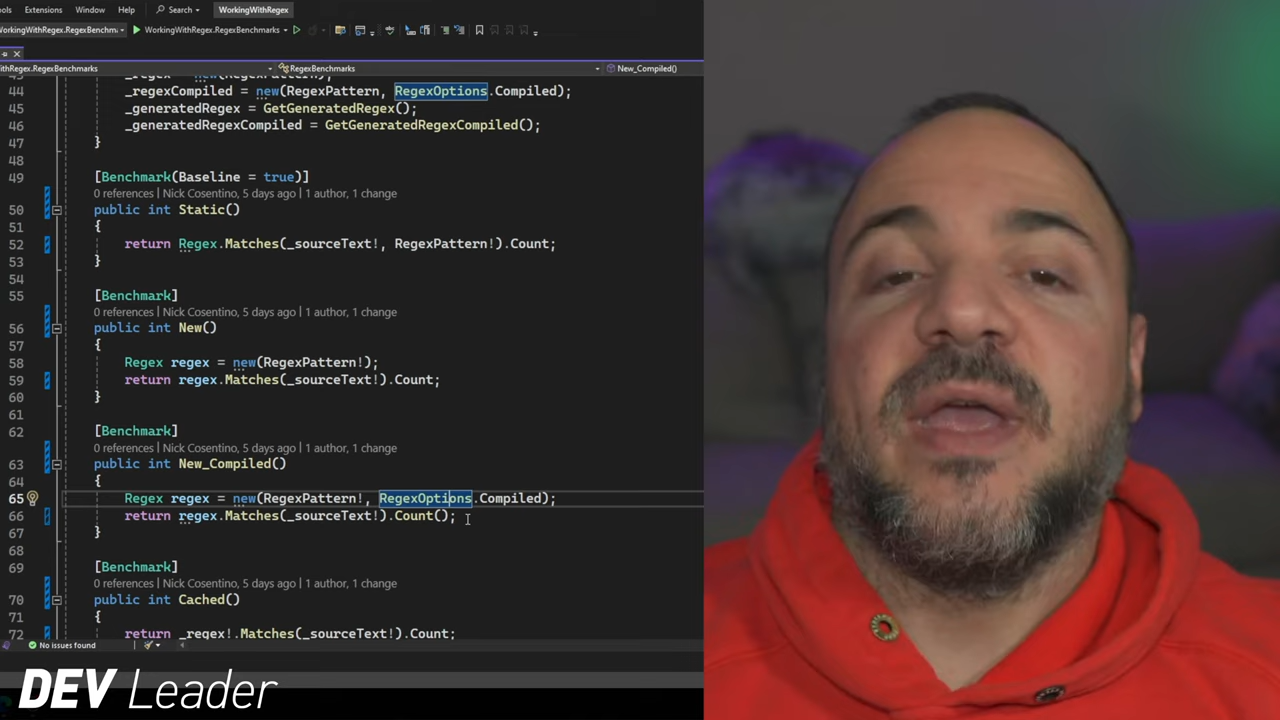 Extensions Window Help Search WorkingWithRegex
WorkingWithRegex.RegexBenchmarks
RegexBenchmarks New_Compiled()
44 _regexCompiled = new(RegexPattern, RegexOptions.Compiled);
45 _generatedRegex = GetGeneratedRegex();
46 _generatedRegexCompiled = GetGeneratedRegexCompiled();
47 }
48
49 [Benchmark(Baseline = true)]
0 references | Nick Cosentino, 5 days ago | 1 author, 1 change
50 public int Static()
51 {
52 return Regex.Matches(_sourceText!, RegexPattern!).Count;
53 }
54
55 [Benchmark]
0 references | Nick Cosentino, 5 days ago | 1 author, 1 change
56 public int New()
57 {
58 Regex regex = new(RegexPattern!);
59 return regex.Matches(_sourceText!).Count;
60 }
61
62 [Benchmark]
0 references | Nick Cosentino, 5 days ago | 1 author, 1 change
63 public int New_Compiled()
64 {
65 Regex regex = new(RegexPattern!, RegexOptions.Compiled);
66 return regex.Matches(_sourceText!).Count();
67 }
68
69 [Benchmark]
0 references | Nick Cosentino, 5 days ago | 1 author, 1 change
70 public int Cached()
71 {
72 return _regex!.Matches(_sourceText!).Count;
No issues found
DEV Leader